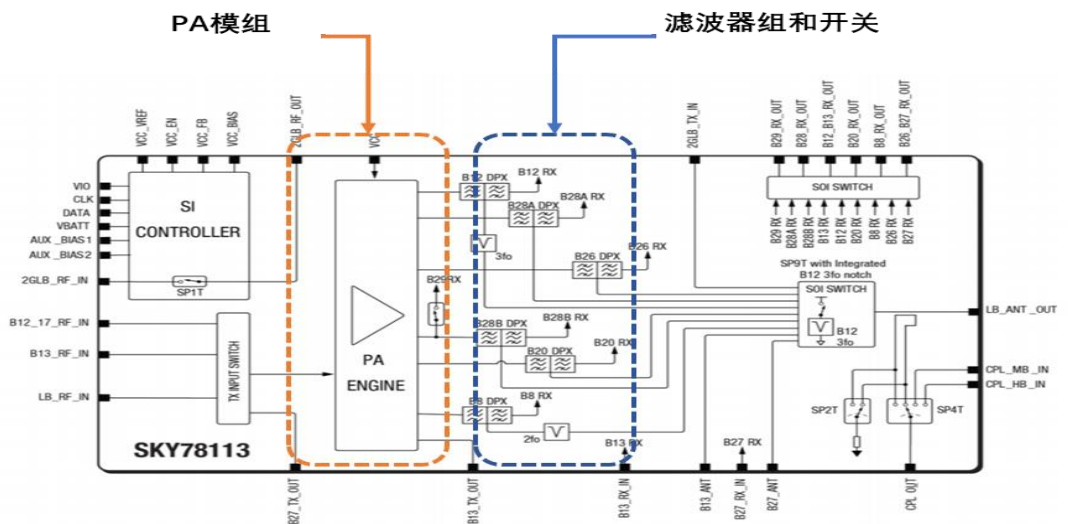 PA模组
滤波器组和开关
VCC_VREF
VCC_EN
VCC_FB
VCC_BIAS
2GLB_RF_OUT
VCC
2GLB_TX_IN
B29_RX_OUT
B28_RX_OUT
B12_B13_RX_OUT
B20_RX_OUT
B8_RX_OUT
B26_B27_RX_OUT
VIO
CLK
DATA
VBATT
AUX_BIAS1
AUX_BIAS2
2GLB_RF_IN
SI
CONTROLLER
SP1T
B12_17_RF_IN
B13_RF_IN
LB_RF_IN
TX INPUT SWITCH
PA
ENGINE
B12 DPX
B12 RX
B28A DPX
B28A RX
3fo
B26 DPX
B26 RX
B29RX
B28B DPX
B28B RX
B20 DPX
B20 RX
B8 DPX
B8 RX
2fo
B13 RX
B27 RX
SOI SWITCH
B29 RX
B28A RX
B28B RX
B13 RX
B12 RX
B20 RX
B8 RX
B26 RX
B27 RX
SP9T with Integrated
B12 3fo notch
SOI SWITCH
B12
3fo
LB_ANT_OUT
CPL_MB_IN
CPL_HB_IN
SP2T
SP4T
SKY78113
B27_TX_OUT
B13_TX_OUT
B13_RX_IN
B13_ANT
B27_RX_IN
B27_ANT
CPL OUT